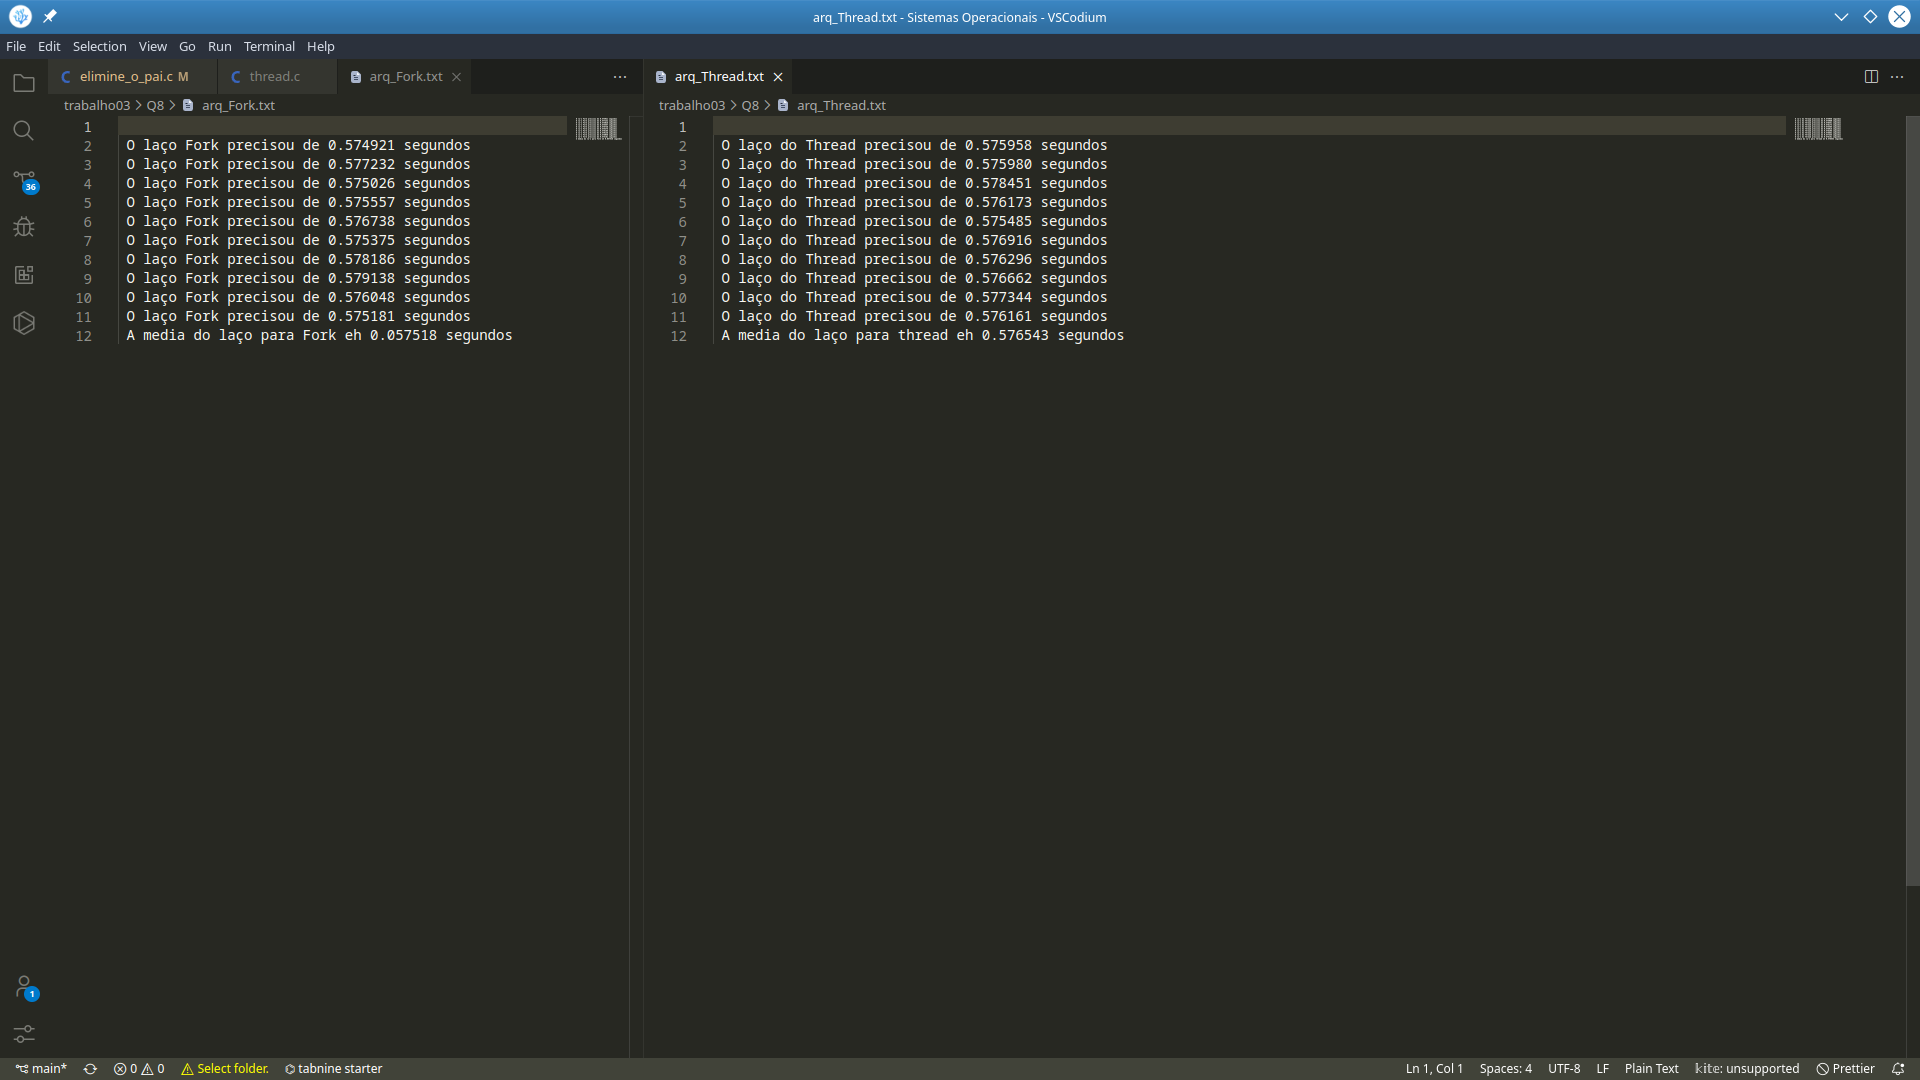 arq_Thread.txt - Sistemas Operacionais - VSCodium
File Edit Selection View Go Run Terminal Help
elimine_o_pai.c M thread.c arq_Fork.txt
trabalho03 Q8 arq_Fork.txt
1
2 O laço Fork precisou de 0.574921 segundos
3 O laço Fork precisou de 0.577232 segundos
4 O laço Fork precisou de 0.575026 segundos
5 O laço Fork precisou de 0.575557 segundos
6 O laço Fork precisou de 0.576738 segundos
7 O laço Fork precisou de 0.575375 segundos
8 O laço Fork precisou de 0.578186 segundos
9 O laço Fork precisou de 0.579138 segundos
10 O laço Fork precisou de 0.576048 segundos
11 O laço Fork precisou de 0.575181 segundos
12 A media do laço para Fork eh 0.057518 segundos
arq_Thread.txt
trabalho03 Q8 arq_Thread.txt
1
2 O laço do Thread precisou de 0.575958 segundos
3 O laço do Thread precisou de 0.575980 segundos
4 O laço do Thread precisou de 0.578451 segundos
5 O laço do Thread precisou de 0.576173 segundos
6 O laço do Thread precisou de 0.575485 segundos
7 O laço do Thread precisou de 0.576916 segundos
8 O laço do Thread precisou de 0.576296 segundos
9 O laço do Thread precisou de 0.576662 segundos
10 O laço do Thread precisou de 0.577344 segundos
11 O laço do Thread precisou de 0.576161 segundos
12 A media do laço para thread eh 0.576543 segundos
36
1
main* 0 0 Select folder. tabnine starter Ln 1, Col 1 Spaces: 4 UTF-8 LF Plain Text kite: unsupported Prettier